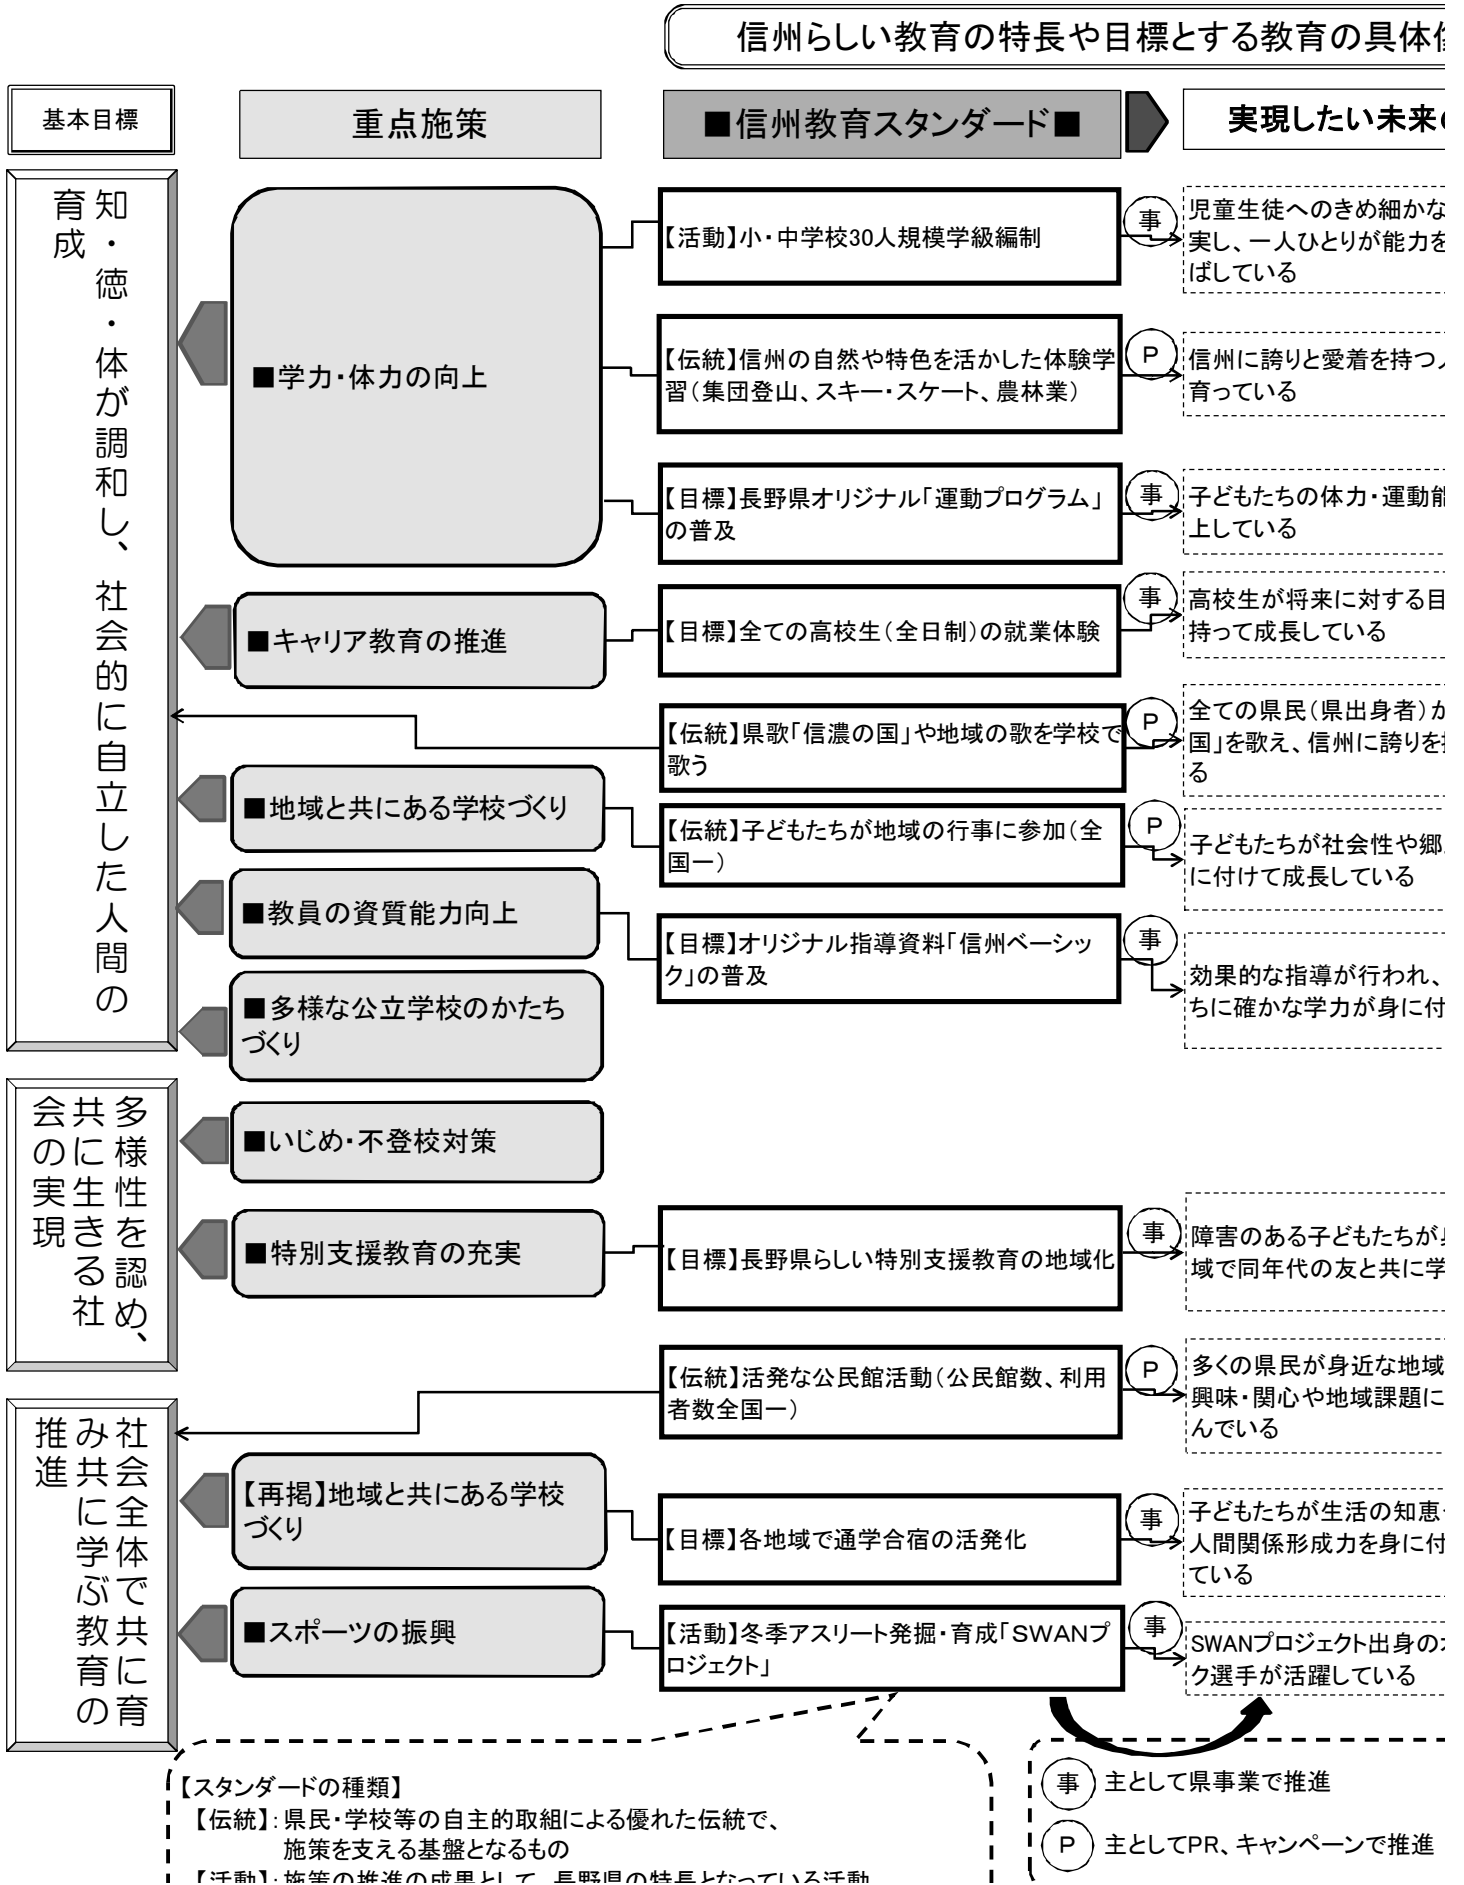 信州らしい教育の特長や目標とする教育の具体
基本目標
重点施策
■信州教育スタンダード■
実現したい未来
知・徳・体が調和し、社会的に自立した人間の
育成
■学力・体力の向上
【活動】小・中学校30人規模学級編制
事
児童生徒へのきめ細かな
実し、一人ひとりが能力を
ばしている
【伝統】信州の自然や特色を活かした体験学
習(集団登山、スキー・スケート、農林業)
P
信州に誇りと愛着を持つ
育っている
【目標】長野県オリジナル「運動プログラム」
の普及
事
子どもたちの体力・運動能
上している
■キャリア教育の推進
【目標】全ての高校生(全日制)の就業体験
事
高校生が将来に対する目
持って成長している
【伝統】県歌「信濃の国」や地域の歌を学校で
歌う
P
全ての県民(県出身者)が
国」を歌え、信州に誇りを
る
■地域と共にある学校づくり
【伝統】子どもたちが地域の行事に参加(全
国一)
P
子どもたちが社会性や郷
に付けて成長している
■教員の資質能力向上
【目標】オリジナル指導資料「信州ベーシッ
ク」の普及
事
効果的な指導が行われ、
ちに確かな学力が身に付
■多様な公立学校のかたち
づくり
多様性を認め、
共に生きる社
会の実現
■いじめ・不登校対策
■特別支援教育の充実
【目標】長野県らしい特別支援教育の地域化
事
障害のある子どもたちが
域で同年代の友と共に学
社会全体で共に育
み共に学ぶ教育の
推進
【伝統】活発な公民館活動(公民館数、利用
者数全国一)
P
多くの県民が身近な地域
興味・関心や地域課題に
んでいる
【再掲】地域と共にある学校
づくり
【目標】各地域で通学合宿の活発化
事
子どもたちが生活の知恵
人間関係形成力を身に付
ている
■スポーツの振興
【活動】冬季アスリート発掘・育成「SWANプ
ロジェクト」
事
SWANプロジェクト出身の
ク選手が活躍している
【スタンダードの種類】
【伝統】:県民・学校等の自主的取組による優れた伝統で、
施策を支える基盤となるもの
【活動】:施策の推進の成果として、長野県の特長となっている活動
事 主として県事業で推進
P 主としてPR、キャンペーンで推進